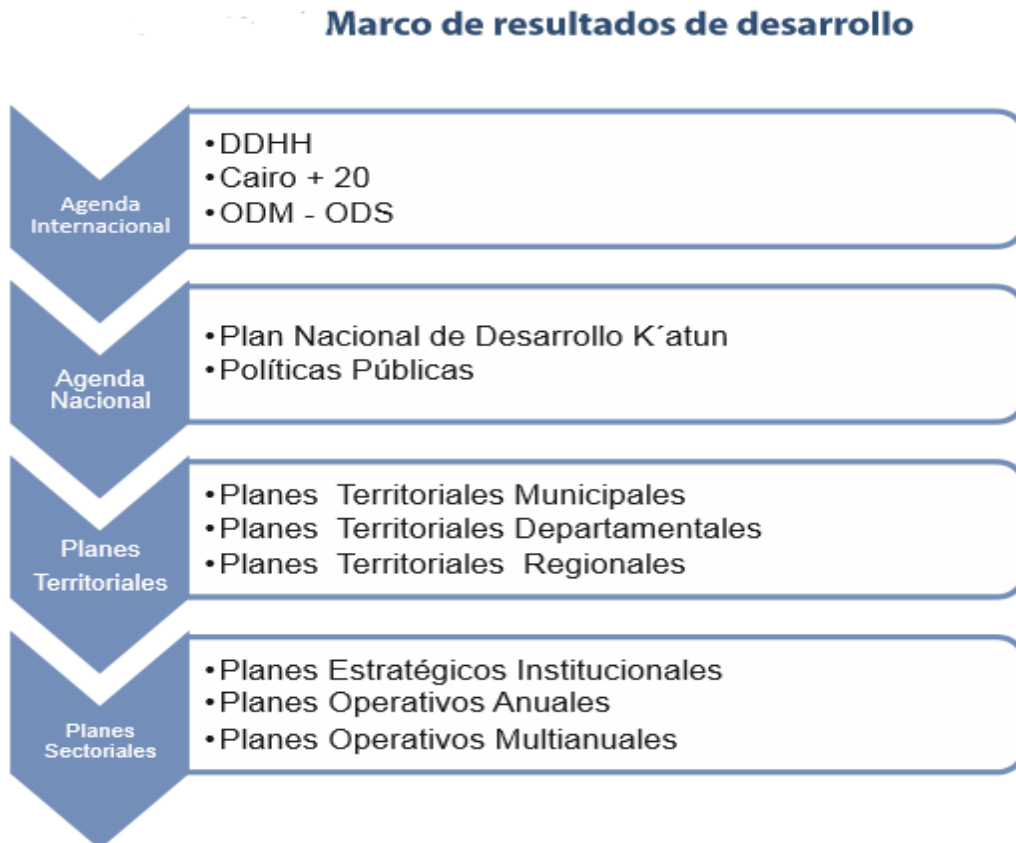 Marco de resultados de desarrollo
Agenda
Internacional
•DDHH
•Cairo + 20
•ODM - ODS
Agenda
Nacional
•Plan Nacional de Desarrollo K´atun
•Políticas Públicas
Planes
Territoriales
•Planes Territoriales Municipales
•Planes Territoriales Departamentales
•Planes Territoriales Regionales
Planes
Sectoriales
•Planes Estratégicos Institucionales
•Planes Operativos Anuales
•Planes Operativos Multianuales